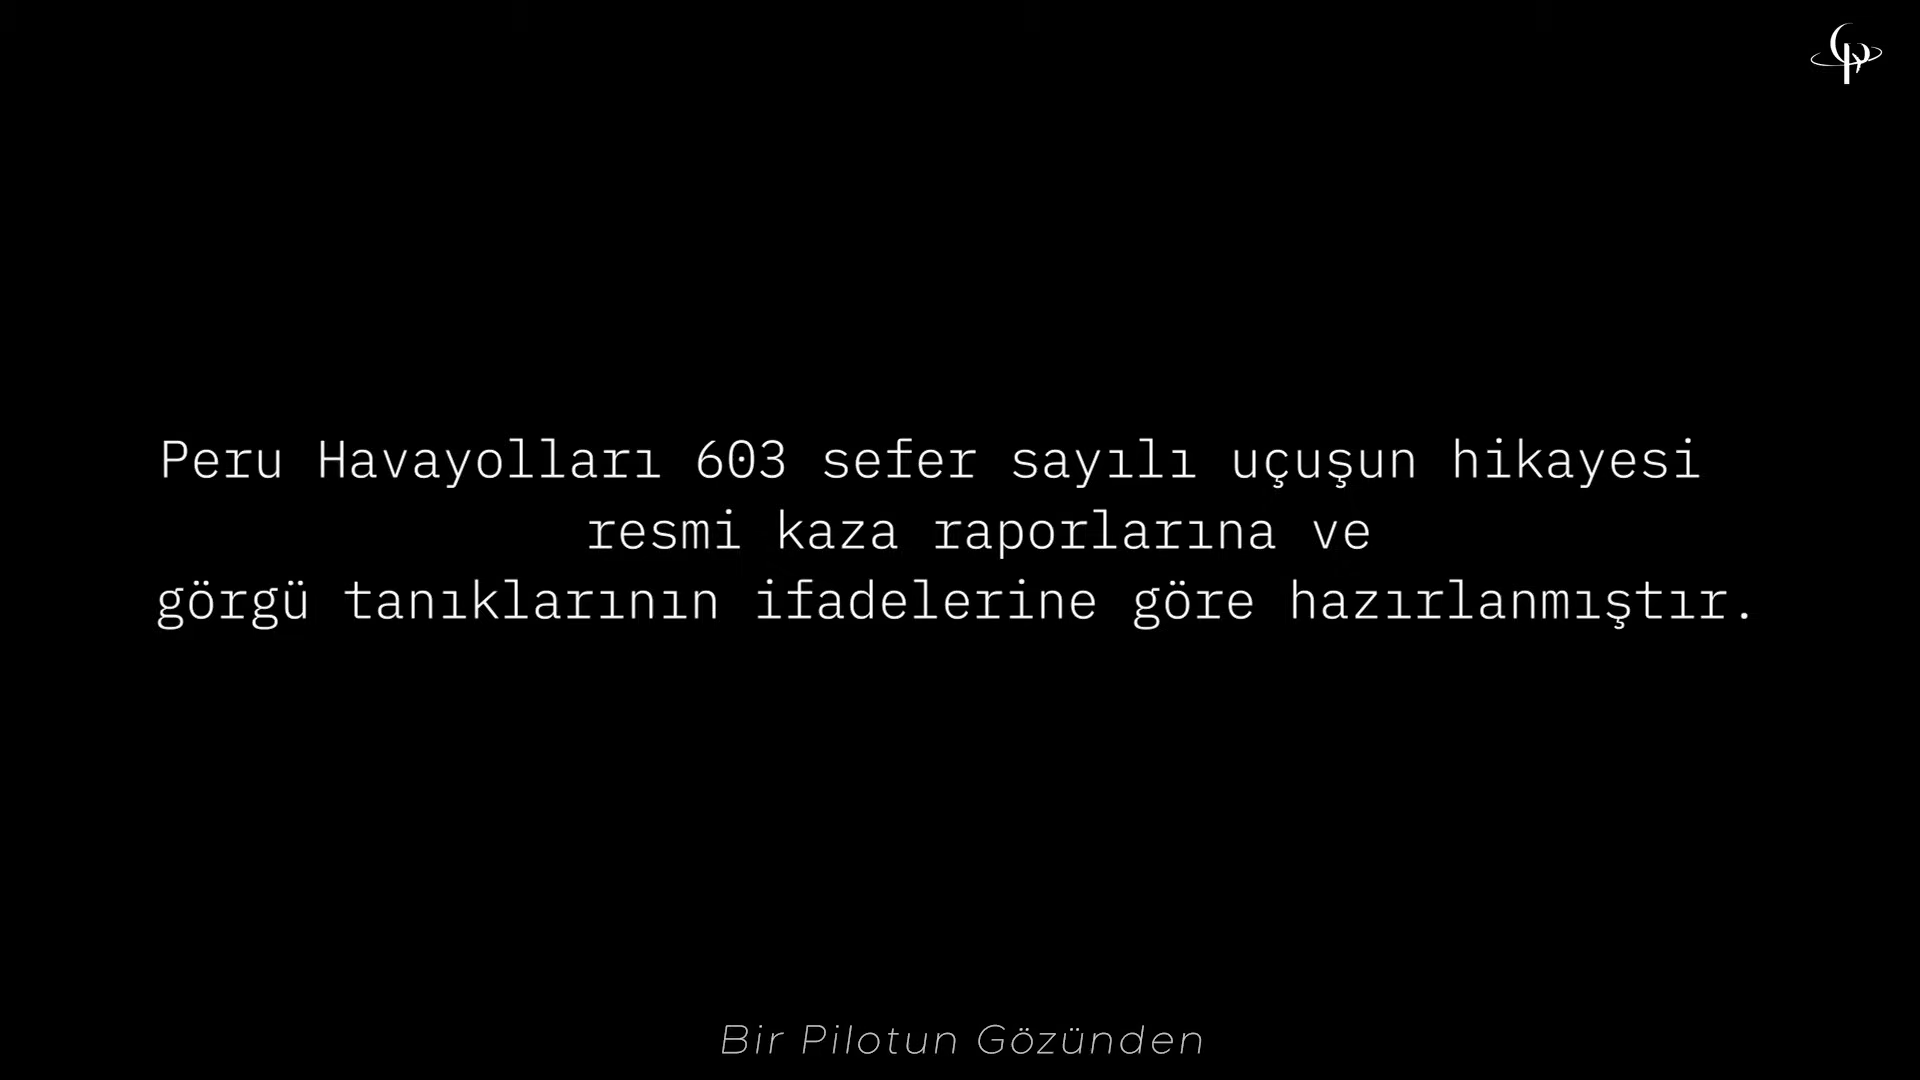 Peru Havayolları 603 sefer sayılı uçuşun hikayesi
resmi kaza raporlarına ve
görgü tanıklarının ifadelerine göre hazırlanmıştır.
Bir Pilotun Gözünden